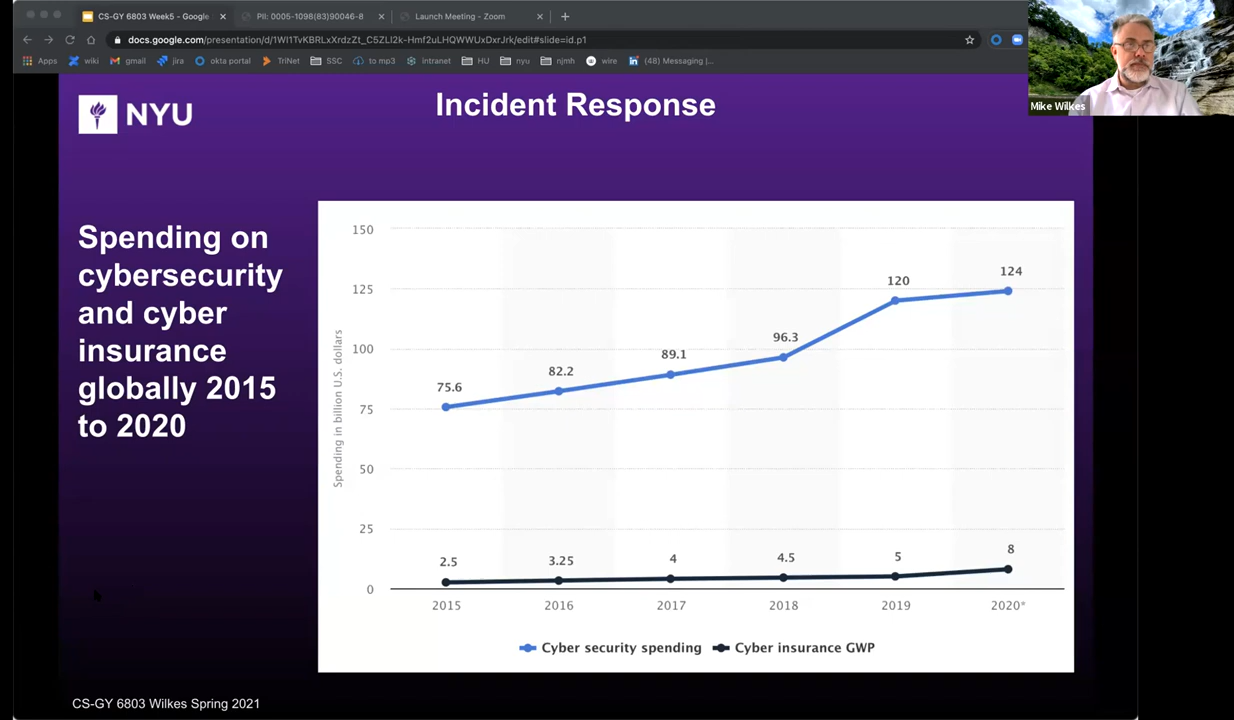 CS-GY 6803 Week5 - Google
PII: 0005-1098(83)90046-8
Launch Meeting - Zoom
docs.google.com/presentation/d/1WI1TvKBRLxXrdzZt_C5ZLI2k-Hmf2uLHQWWUxDxrJrk/edit#slide=id.p1
Apps wiki gmail jira okta portal TriNet SSC to mp3 intranet HU nyu njmh wire (48) Messaging |...
Mike Wilkes
NYU
Incident Response
Spending on
cybersecurity
and cyber
insurance
globally 2015
to 2020
Spending in billion U.S. dollars
150
125
100
75
50
25
0
75.6
82.2
89.1
96.3
120
124
2.5
3.25
4
4.5
5
8
2015 2016 2017 2018 2019 2020*
Cyber security spending Cyber insurance GWP
CS-GY 6803 Wilkes Spring 2021